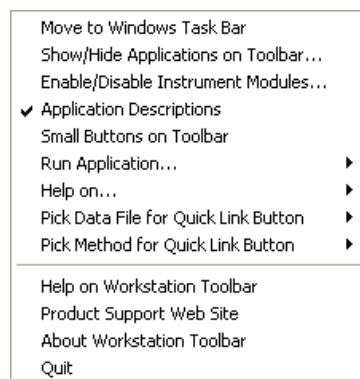 Move to Windows Task Bar
Show/Hide Applications on Toolbar...
Enable/Disable Instrument Modules...
Application Descriptions
Small Buttons on Toolbar
Run Application...
Help on...
Pick Data File for Quick Link Button
Pick Method for Quick Link Button
Help on Workstation Toolbar
Product Support Web Site
About Workstation Toolbar
Quit